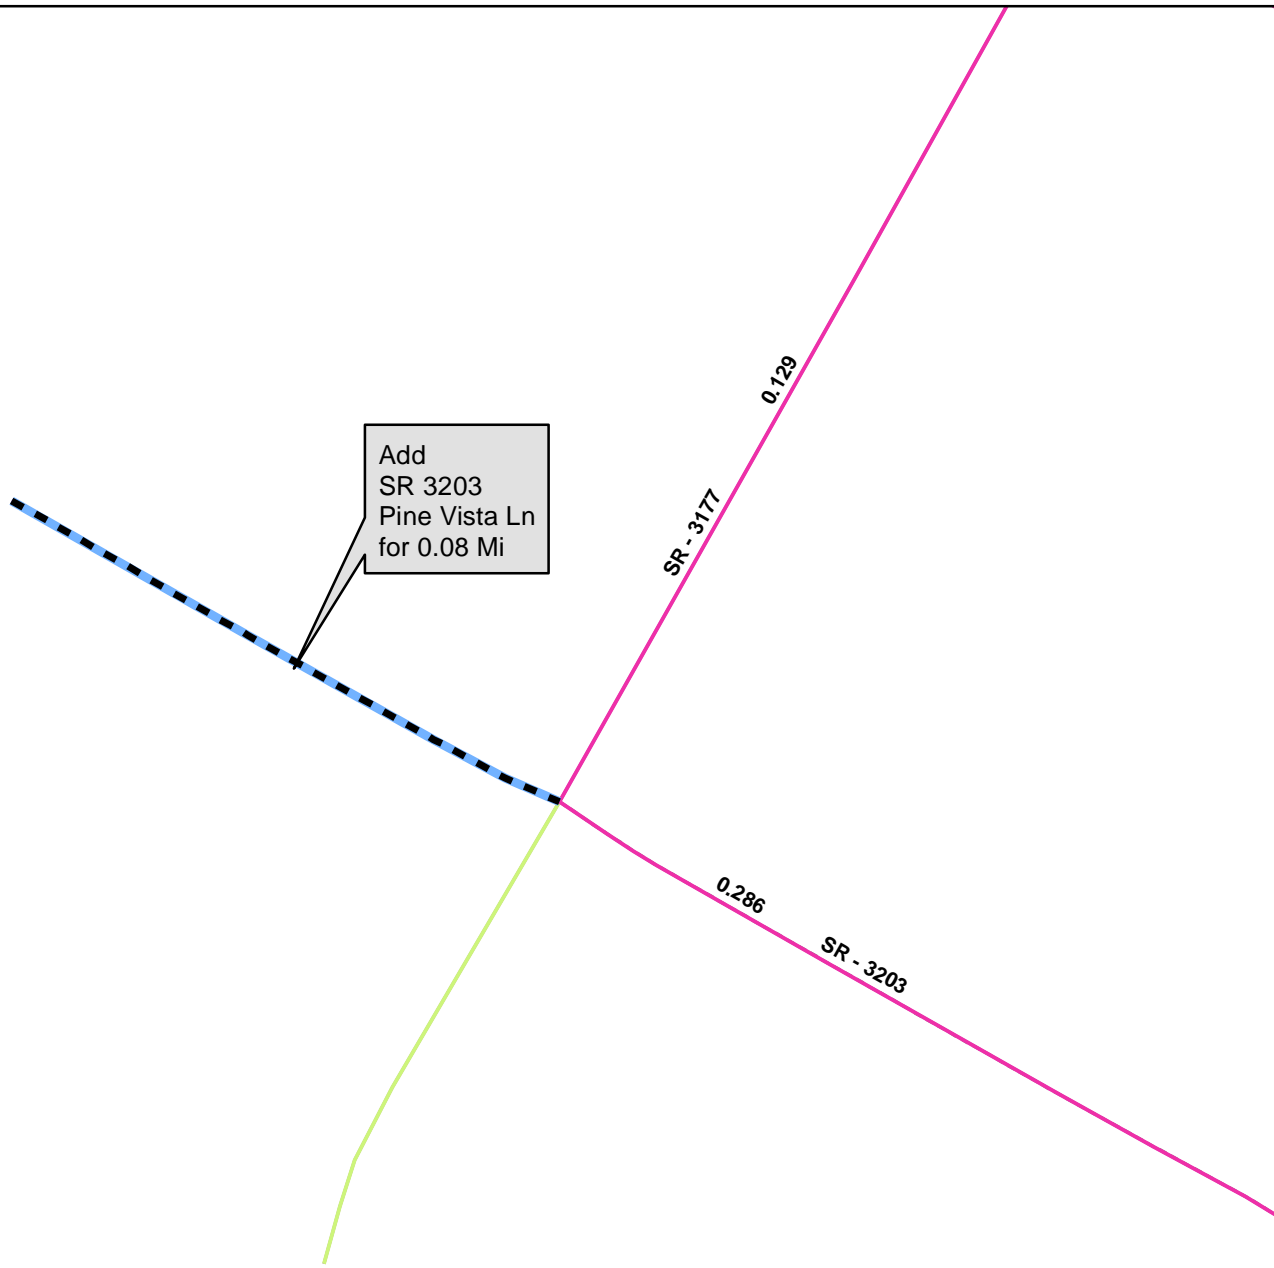 0.129
SR - 3177
Add
SR 3203
Pine Vista Ln
for 0.08 Mi
0.286
SR - 3203